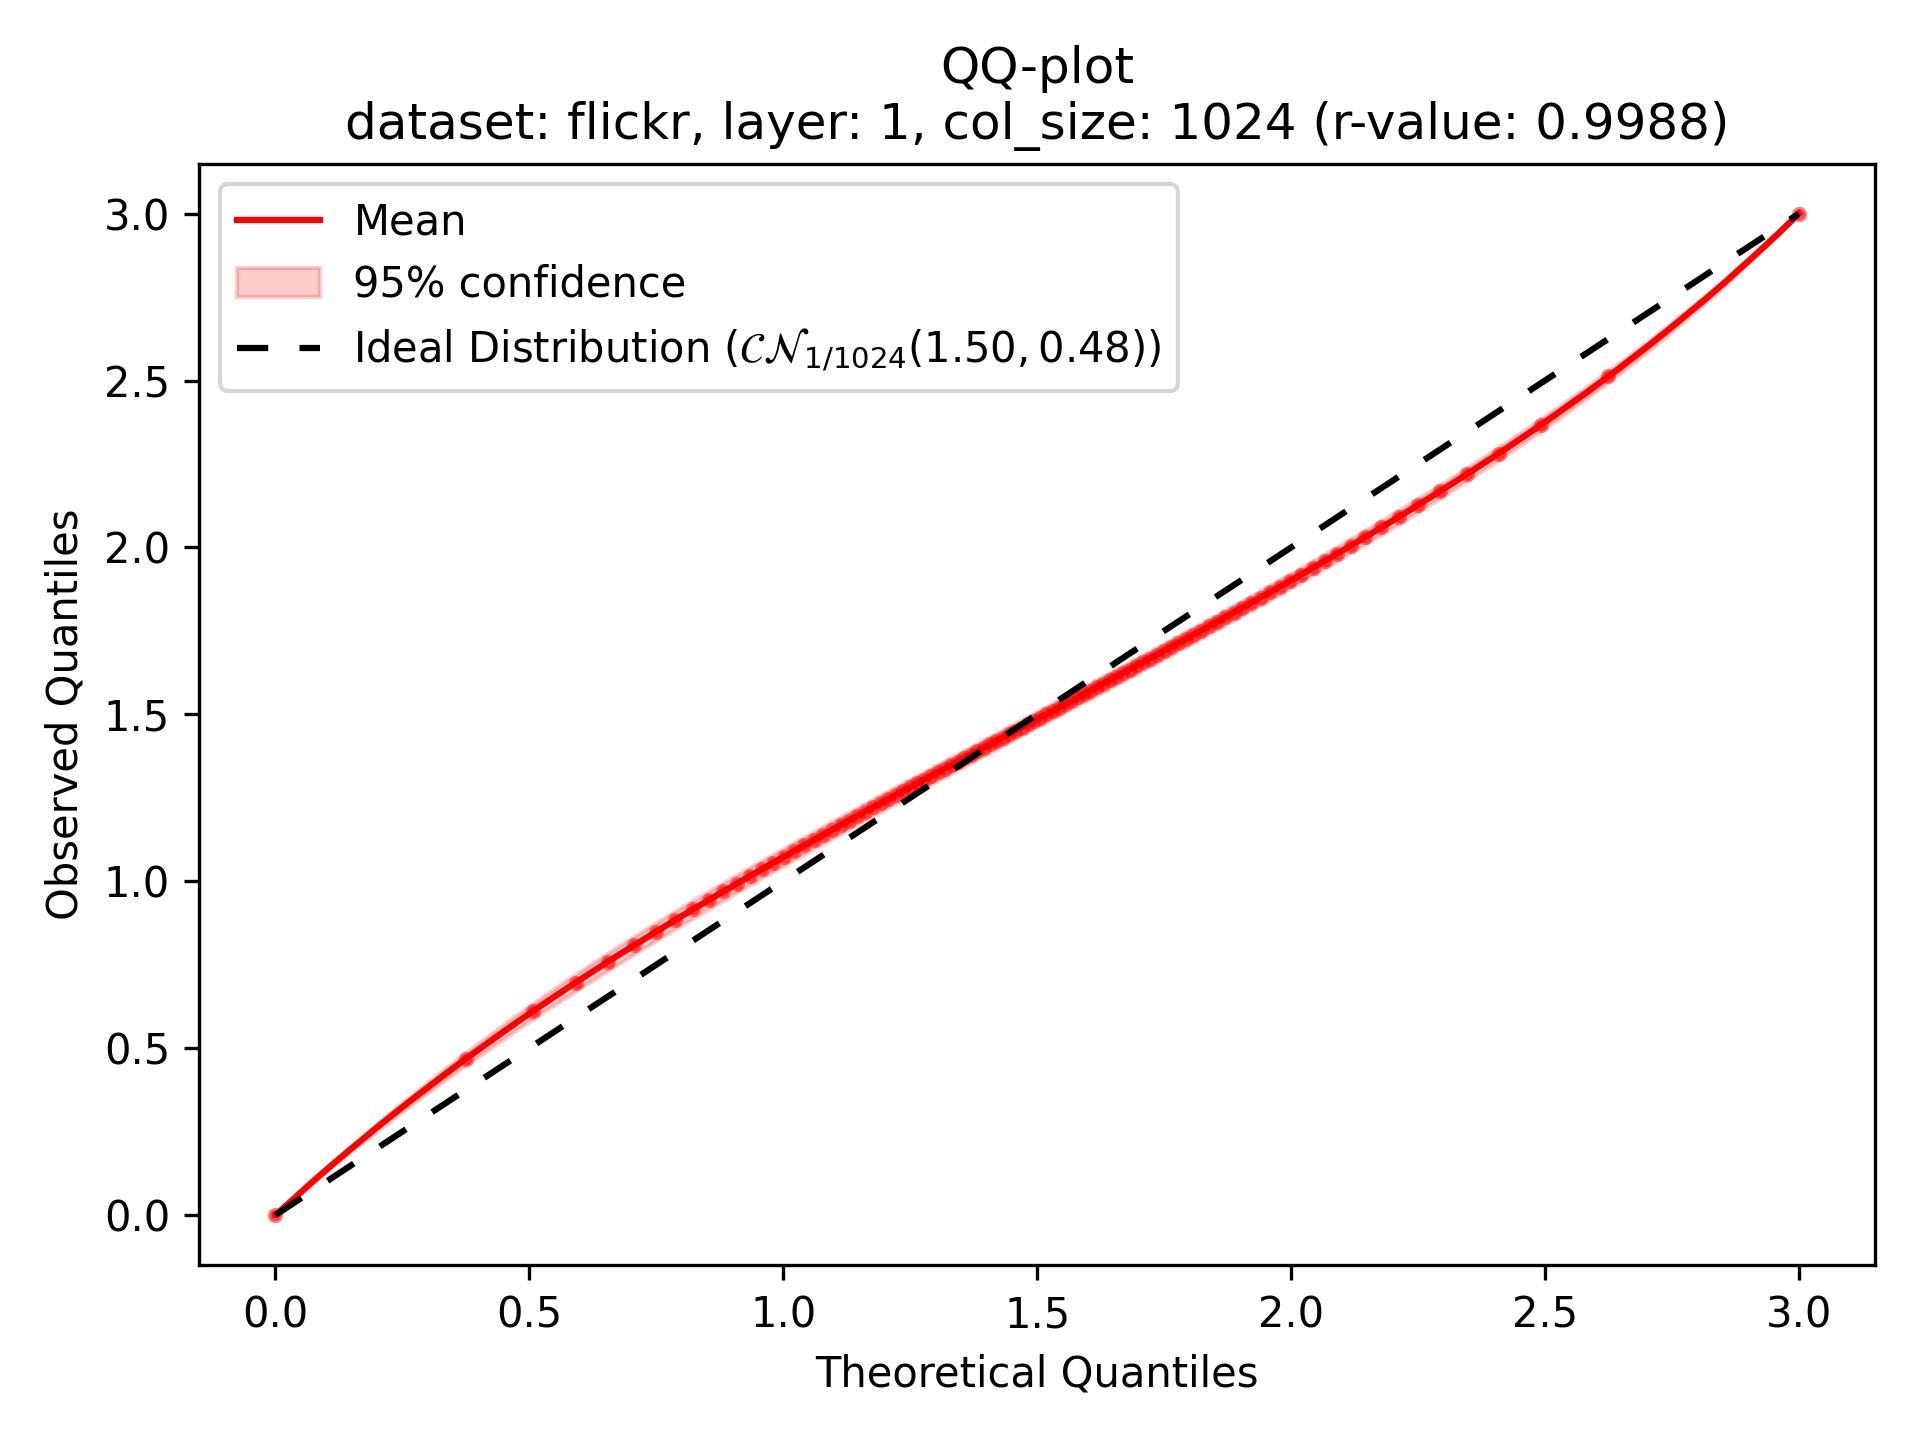 QQ-plot
dataset: flickr, layer: 1, col_size: 1024 (r-value: 0.9988)
Mean
95% confidence
Ideal Distribution (𝒞𝒩₁/₁₀₂₄(1.50, 0.48))
Observed Quantiles
3.0
2.5
2.0
1.5
1.0
0.5
0.0
0.0 0.5 1.0 1.5 2.0 2.5 3.0
Theoretical Quantiles